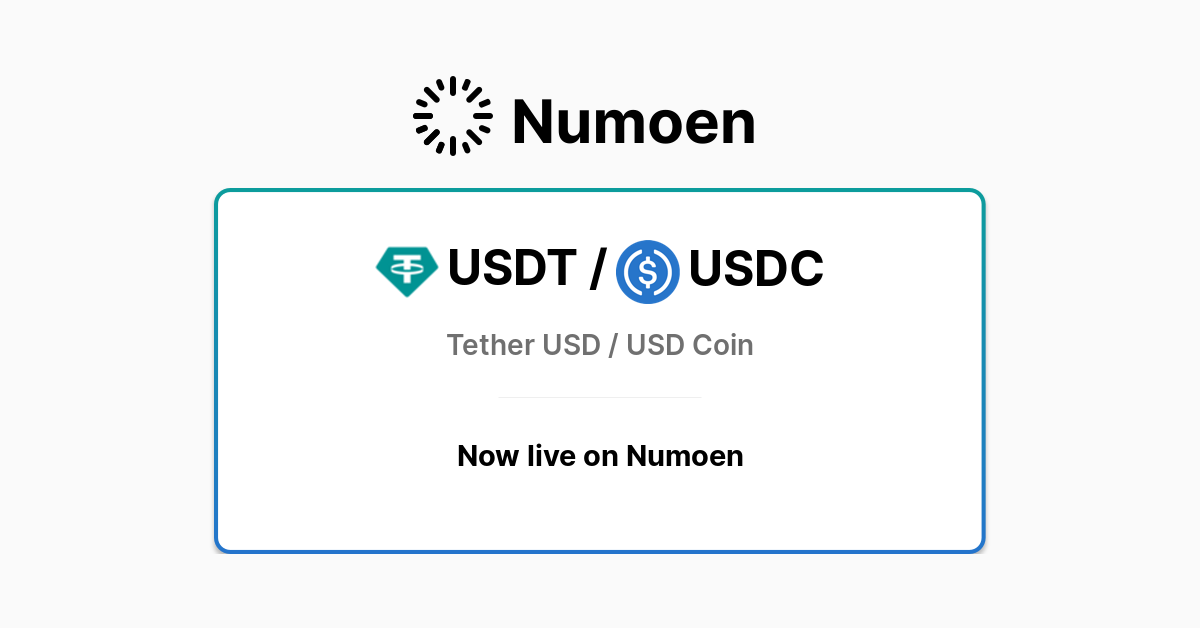 Numoen
USDT / USDC
Tether USD / USD Coin
Now live on Numoen